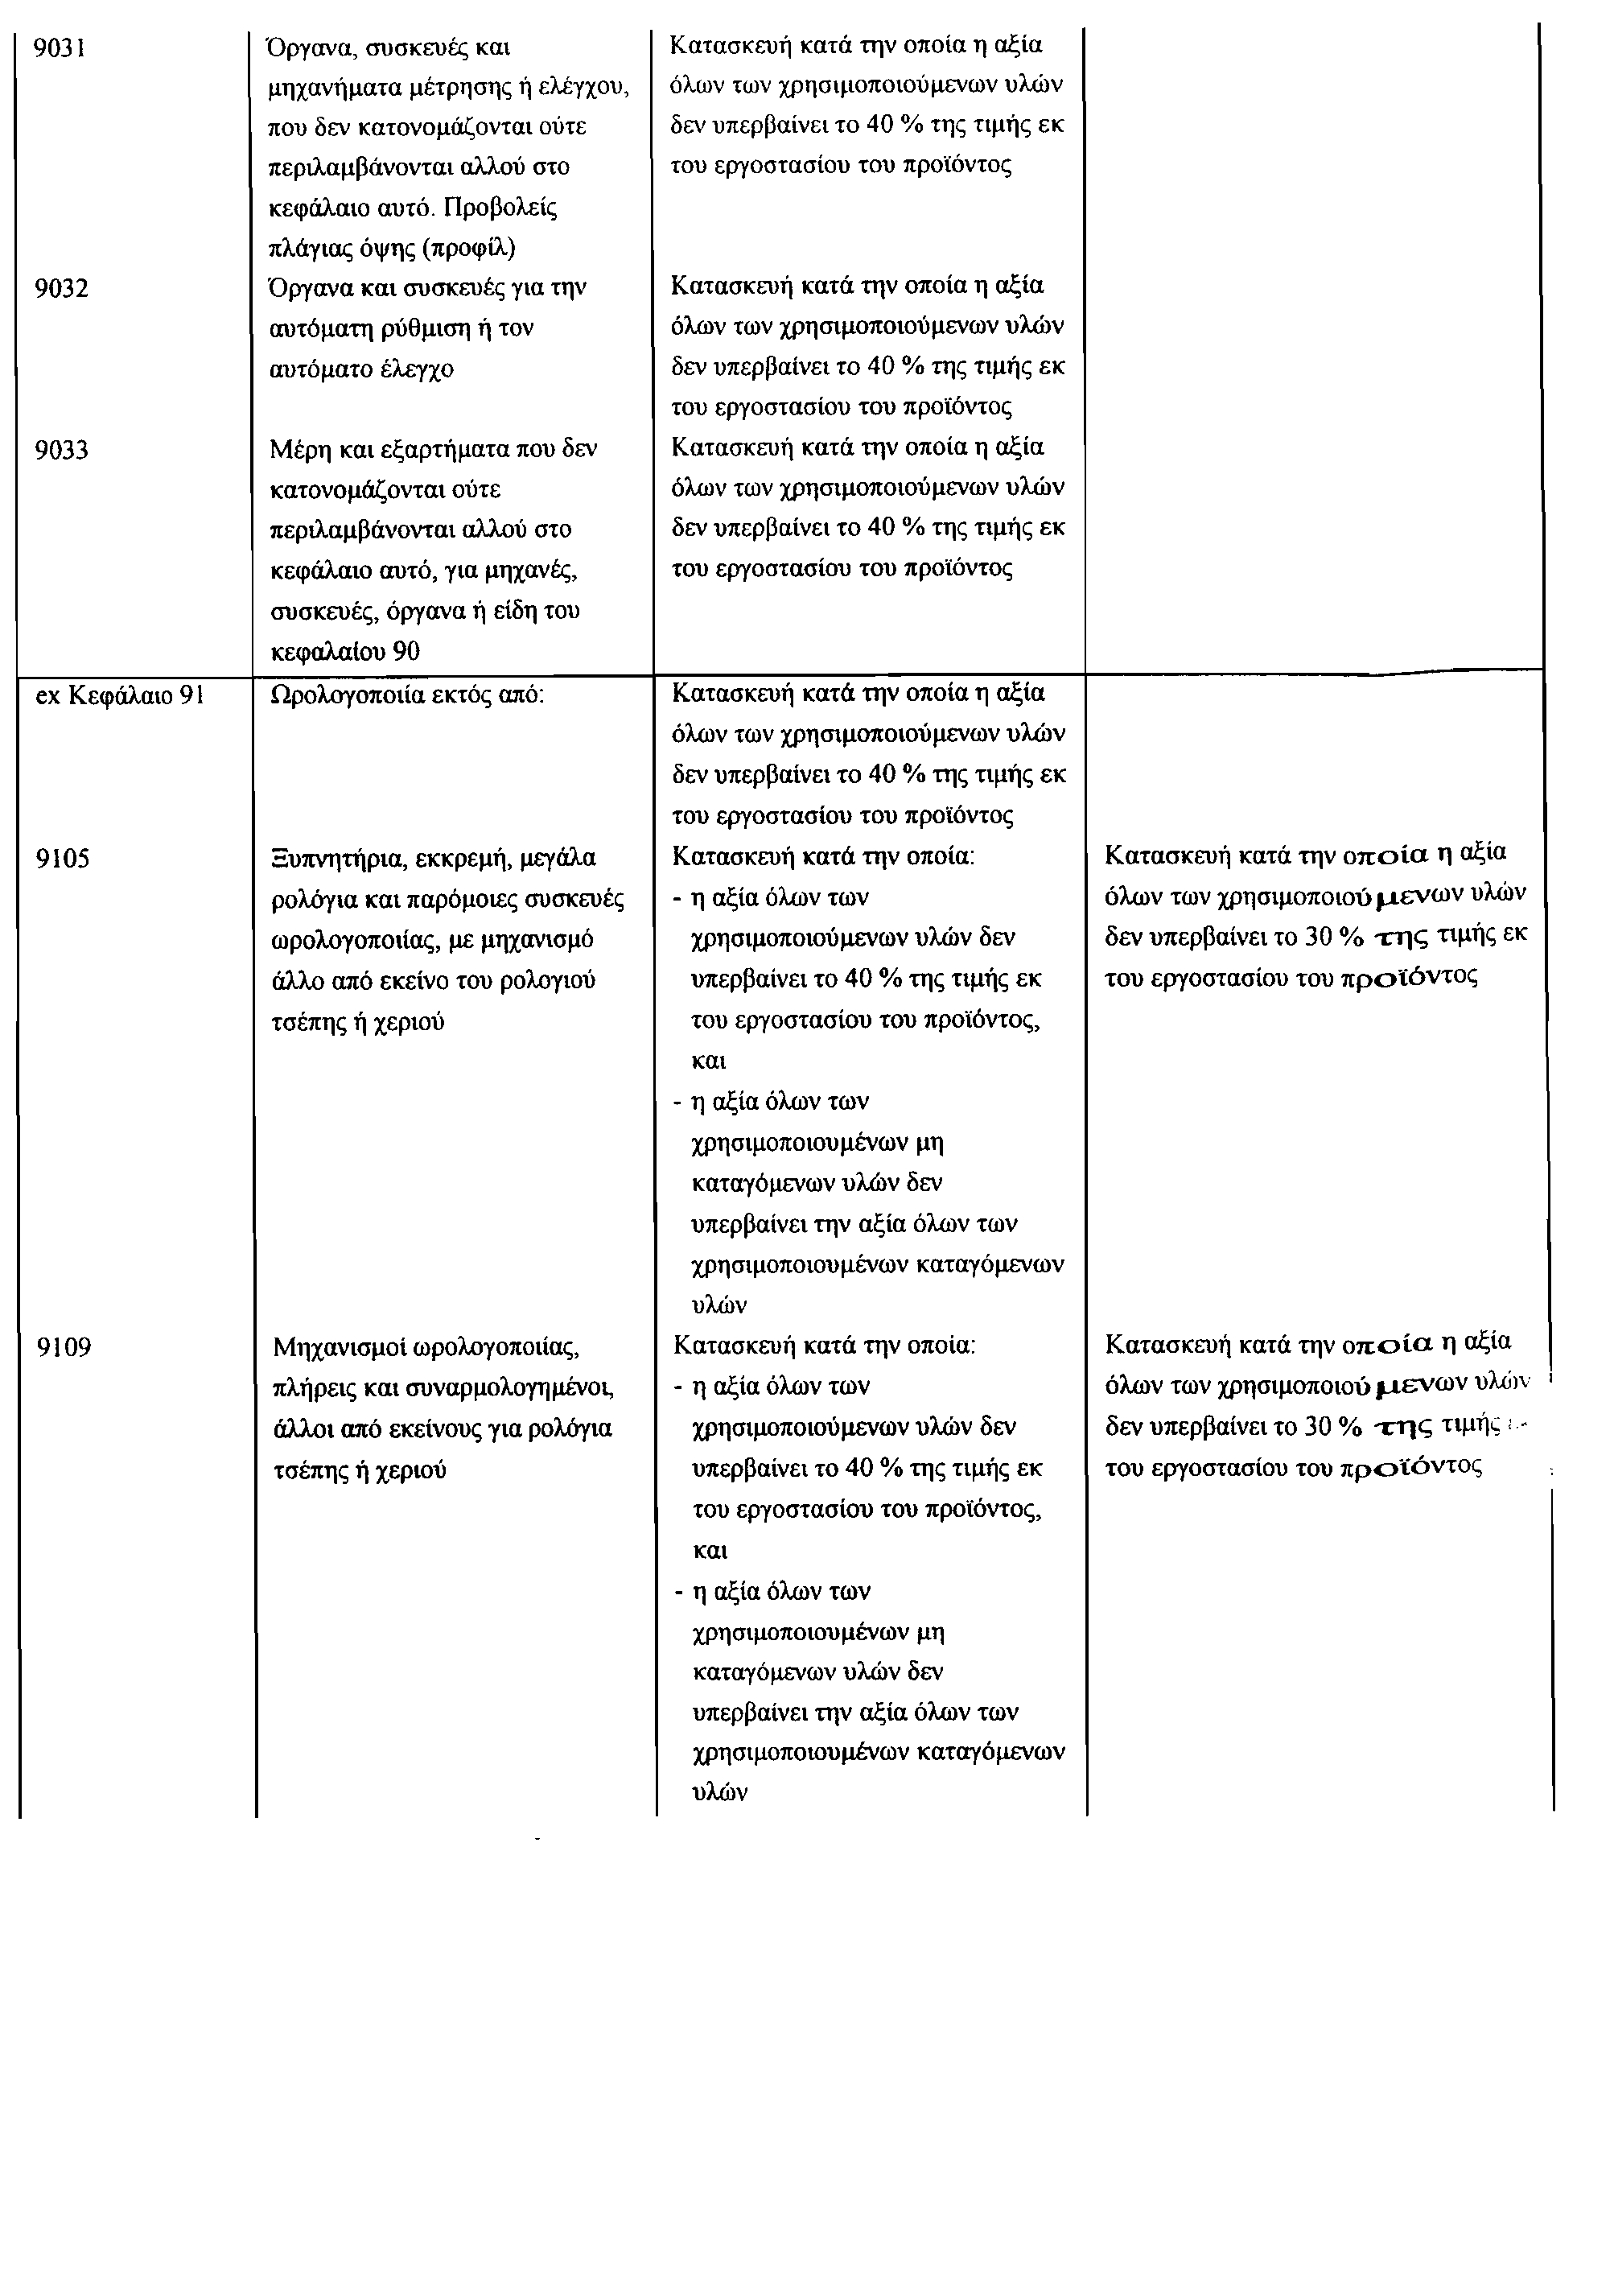 9031
Όργανα, συσκευές και
μηχανήματα μέτρησης ή ελέγχου,
που δεν κατονομάζονται ούτε
περιλαμβάνονται αλλού στο
κεφάλαιο αυτό. Προβολείς
πλάγιας όψης (προφίλ)
Κατασκευή κατά την οποία η αξία
όλων των χρησιμοποιούμενων υλών
δεν υπερβαίνει το 40 % της τιμής εκ
του εργοστασίου του προϊόντος
9032
Όργανα και συσκευές για την
αυτόματη ρύθμιση ή τον
αυτόματο έλεγχο
Κατασκευή κατά την οποία η αξία
όλων των χρησιμοποιούμενων υλών
δεν υπερβαίνει το 40 % της τιμής εκ
του εργοστασίου του προϊόντος
9033
Μέρη και εξαρτήματα που δεν
κατονομάζονται ούτε
περιλαμβάνονται αλλού στο
κεφάλαιο αυτό, για μηχανές,
συσκευές, όργανα ή είδη του
κεφαλαίου 90
Κατασκευή κατά την οποία η αξία
όλων των χρησιμοποιούμενων υλών
δεν υπερβαίνει το 40 % της τιμής εκ
του εργοστασίου του προϊόντος
ex Κεφάλαιο 91
Ωρολογοποιία εκτός από:
Κατασκευή κατά την οποία η αξία
όλων των χρησιμοποιούμενων υλών
δεν υπερβαίνει το 40 % της τιμής εκ
του εργοστασίου του προϊόντος
9105
Ξυπνητήρια, εκκρεμή, μεγάλα
ρολόγια και παρόμοιες συσκευές
ωρολογοποιίας, με μηχανισμό
άλλο από εκείνο του ρολογιού
τσέπης ή χεριού
Κατασκευή κατά την οποία:
- η αξία όλων των
χρησιμοποιούμενων υλών δεν
υπερβαίνει το 40 % της τιμής εκ
του εργοστασίου του προϊόντος,
και
- η αξία όλων των
χρησιμοποιουμένων μη
καταγόμενων υλών δεν
υπερβαίνει την αξία όλων των
χρησιμοποιουμένων καταγόμενων
υλών
Κατασκευή κατά την οποία η αξία
όλων των χρησιμοποιούμενων υλών
δεν υπερβαίνει το 30 % της τιμής εκ
του εργοστασίου του προϊόντος
9109
Μηχανισμοί ωρολογοποιίας,
πλήρεις και συναρμολογημένοι,
άλλοι από εκείνους για ρολόγια
τσέπης ή χεριού
Κατασκευή κατά την οποία:
- η αξία όλων των
χρησιμοποιούμενων υλών δεν
υπερβαίνει το 40 % της τιμής εκ
του εργοστασίου του προϊόντος,
και
- η αξία όλων των
χρησιμοποιουμένων μη
καταγόμενων υλών δεν
υπερβαίνει την αξία όλων των
χρησιμοποιουμένων καταγόμενων
υλών
Κατασκευή κατά την οποία η αξία
όλων των χρησιμοποιούμενων υλών
δεν υπερβαίνει το 30 % της τιμής
του εργοστασίου του προϊόντος